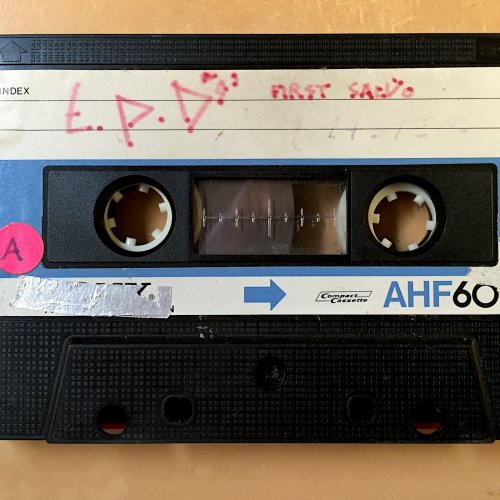 INDEX
t.p.D"s" FIRST SALVO
A
®
Compact Cassette
AHF60